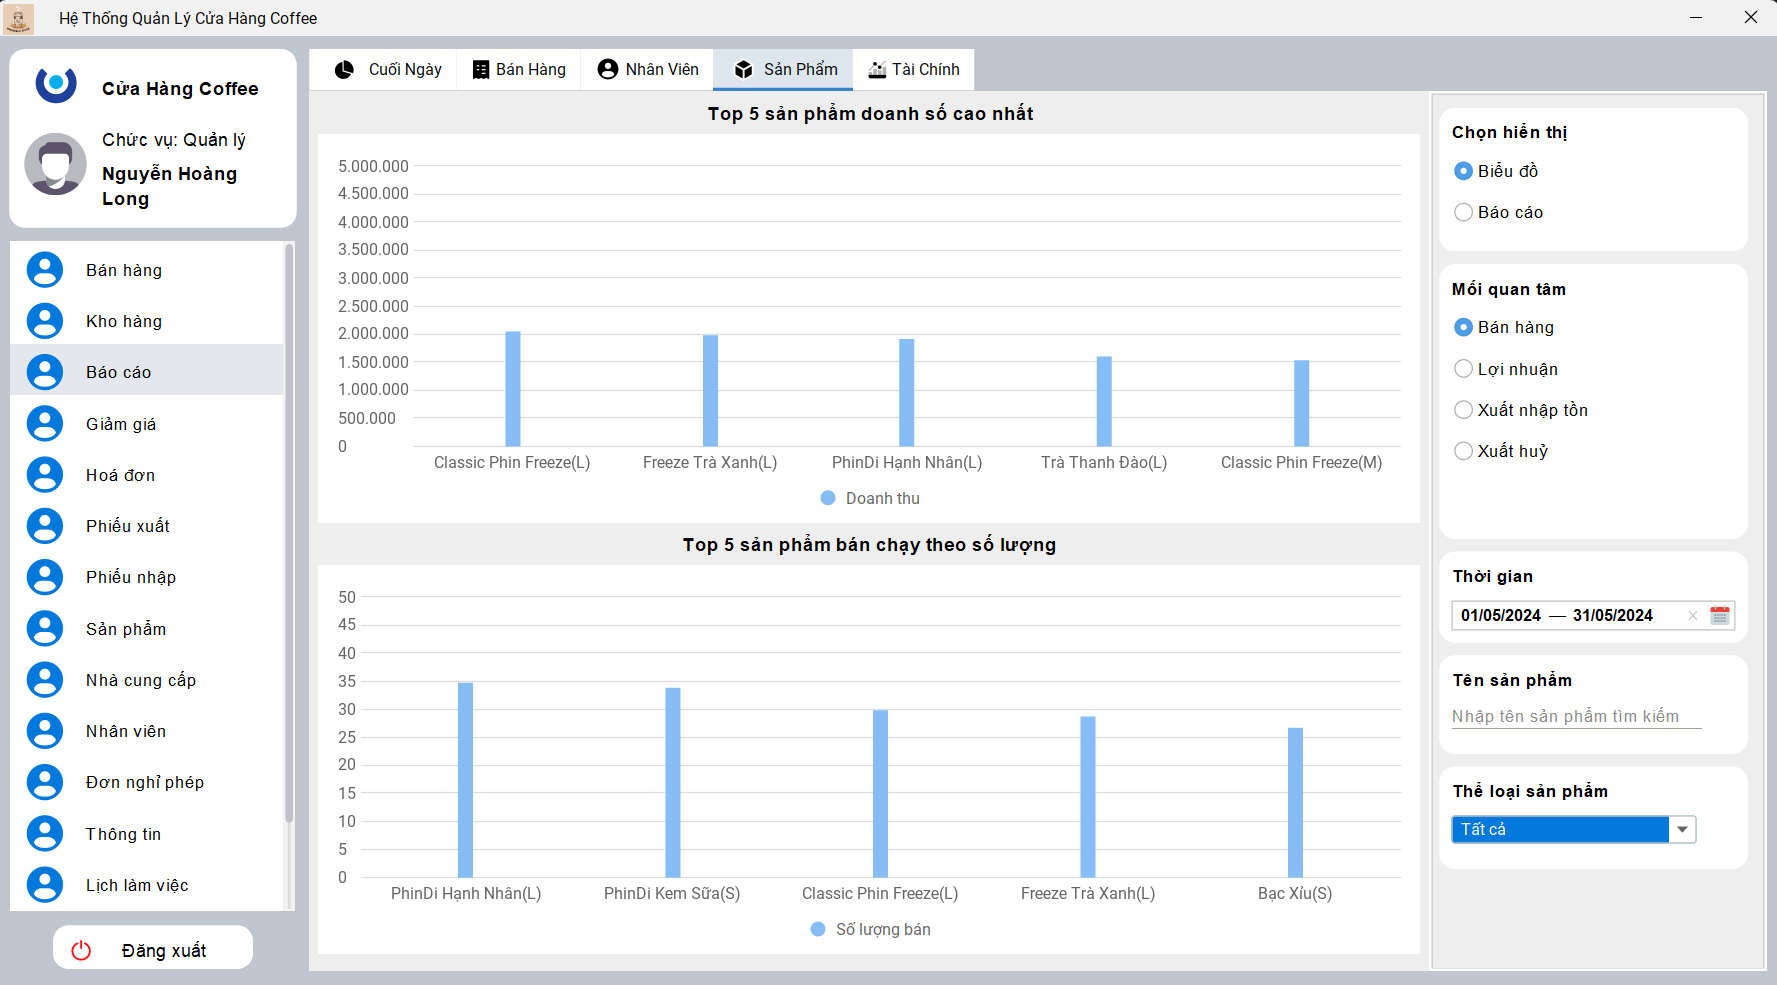 Hệ Thống Quản Lý Cửa Hàng Coffee
Cửa Hàng Coffee
Chức vụ: Quản lý
Nguyễn Hoàng
Long
Bán hàng
Kho hàng
Báo cáo
Giảm giá
Hoá đơn
Phiếu xuất
Phiếu nhập
Sản phẩm
Nhà cung cấp
Nhân viên
Đơn nghỉ phép
Thông tin
Lịch làm việc
Đăng xuất
Cuối Ngày
Bán Hàng
Nhân Viên
Sản Phẩm
Tài Chính
Top 5 sản phẩm doanh số cao nhất
5.000.000
4.500.000
4.000.000
3.500.000
3.000.000
2.500.000
2.000.000
1.500.000
1.000.000
500.000
0
Classic Phin Freeze(L)
Freeze Trà Xanh(L)
PhinDi Hạnh Nhân(L)
Trà Thanh Đào(L)
Classic Phin Freeze(M)
Doanh thu
Top 5 sản phẩm bán chạy theo số lượng
50
45
40
35
30
25
20
15
10
5
0
PhinDi Hạnh Nhân(L)
PhinDi Kem Sữa(S)
Classic Phin Freeze(L)
Freeze Trà Xanh(L)
Bạc Xỉu(S)
Số lượng bán
Chọn hiển thị
Biểu đồ
Báo cáo
Mối quan tâm
Bán hàng
Lợi nhuận
Xuất nhập tồn
Xuất huỷ
Thời gian
01/05/2024 — 31/05/2024
Tên sản phẩm
Nhập tên sản phẩm tìm kiếm
Thể loại sản phẩm
Tất cả